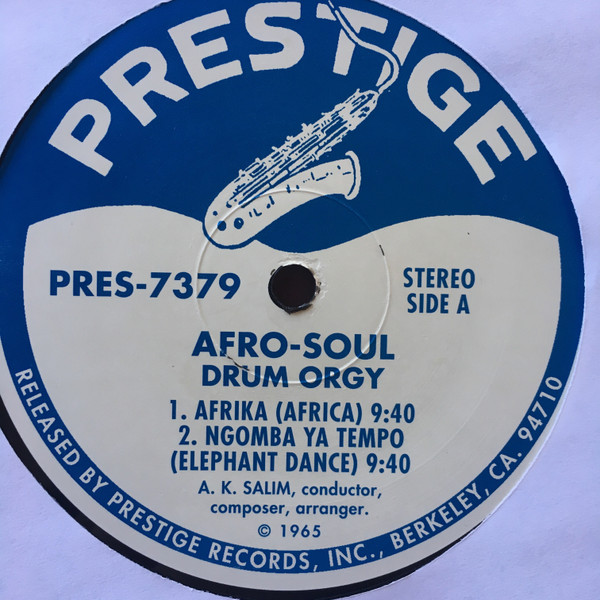 PRESTIGE
PRES-7379
STEREO
SIDE A
AFRO-SOUL
DRUM ORGY
1. AFRIKA (AFRICA) 9:40
2. NGOMBA YA TEMPO
(ELEPHANT DANCE) 9:40
A. K. SALIM, conductor,
composer, arranger.
© 1965
RELEASED BY PRESTIGE RECORDS, INC., BERKELEY, CA. 94710